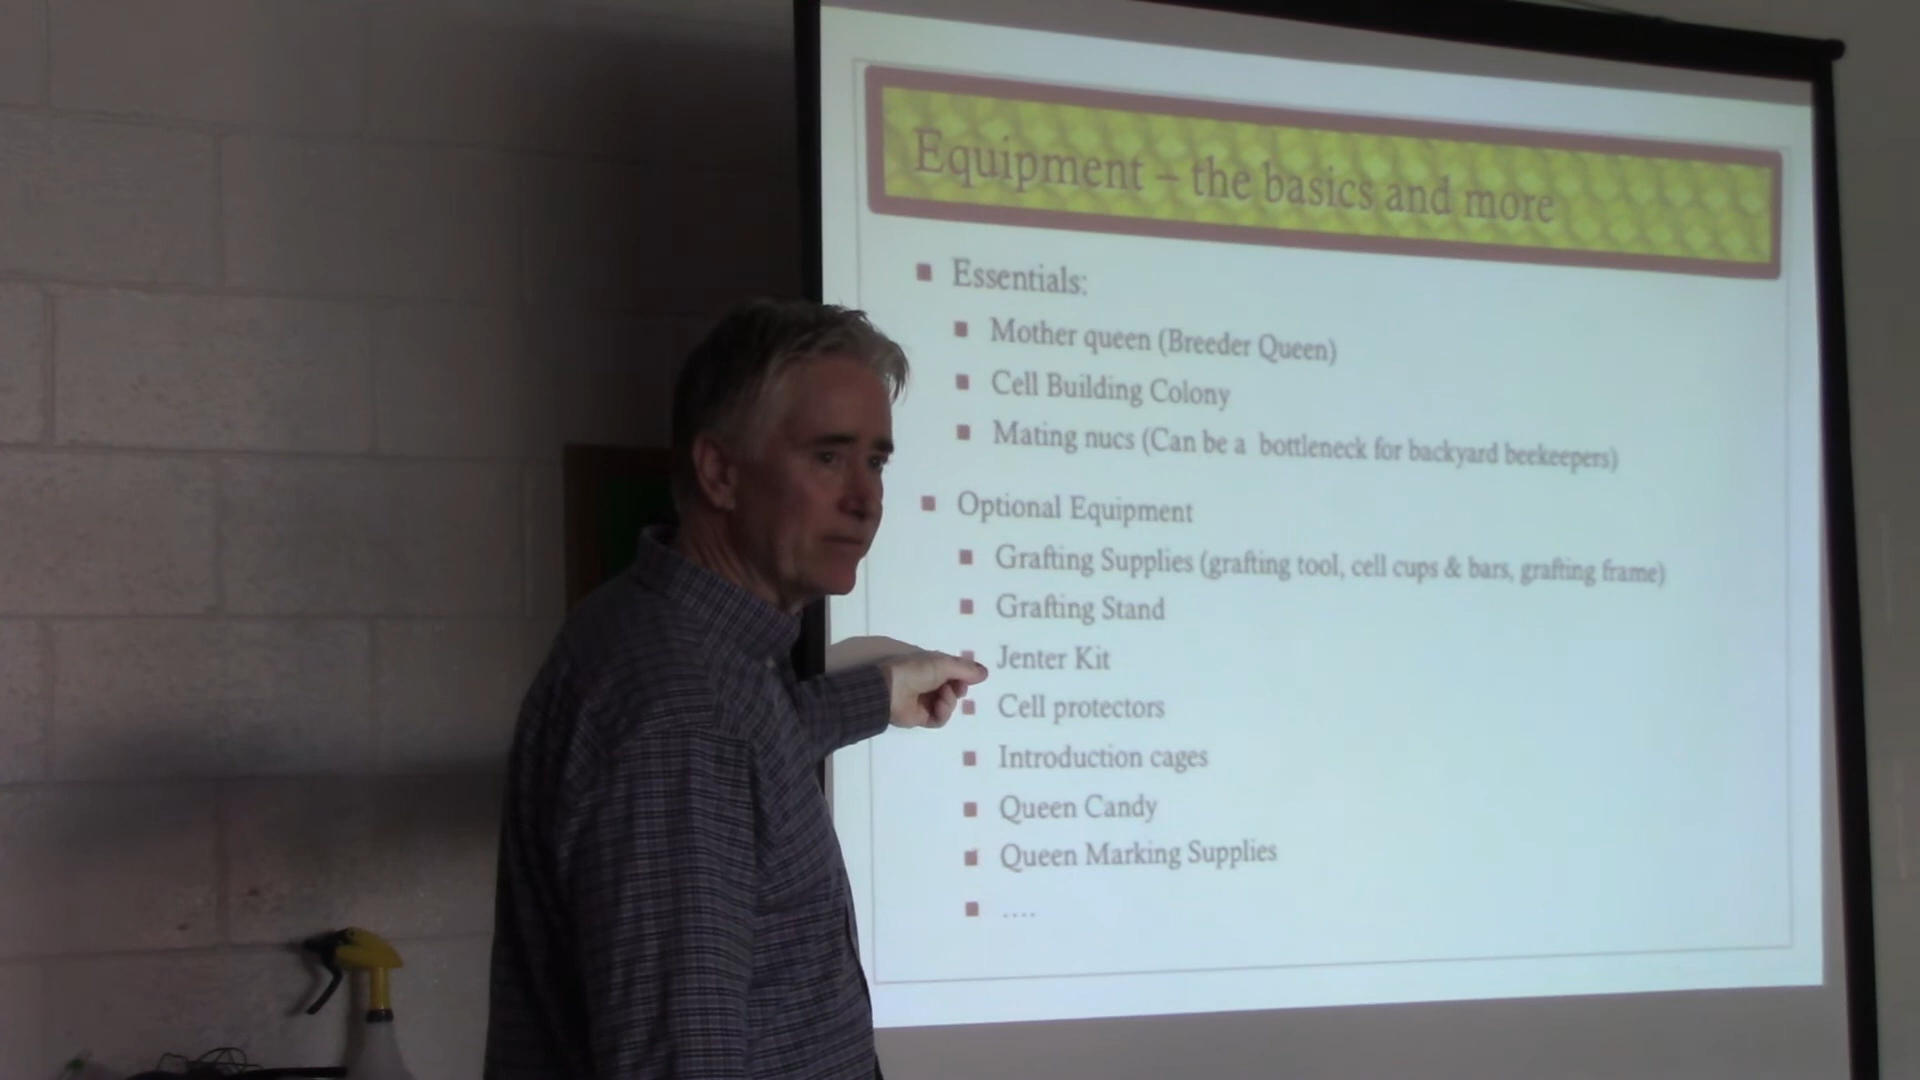 Equipment – the basics and more
Essentials:
Mother queen (Breeder Queen)
Cell Building Colony
Mating nucs (Can be a bottleneck for backyard beekeepers)
Optional Equipment
Grafting Supplies (grafting tool, cell cups & bars, grafting frame)
Grafting Stand
Jenter Kit
Cell protectors
Introduction cages
Queen Candy
Queen Marking Supplies
....